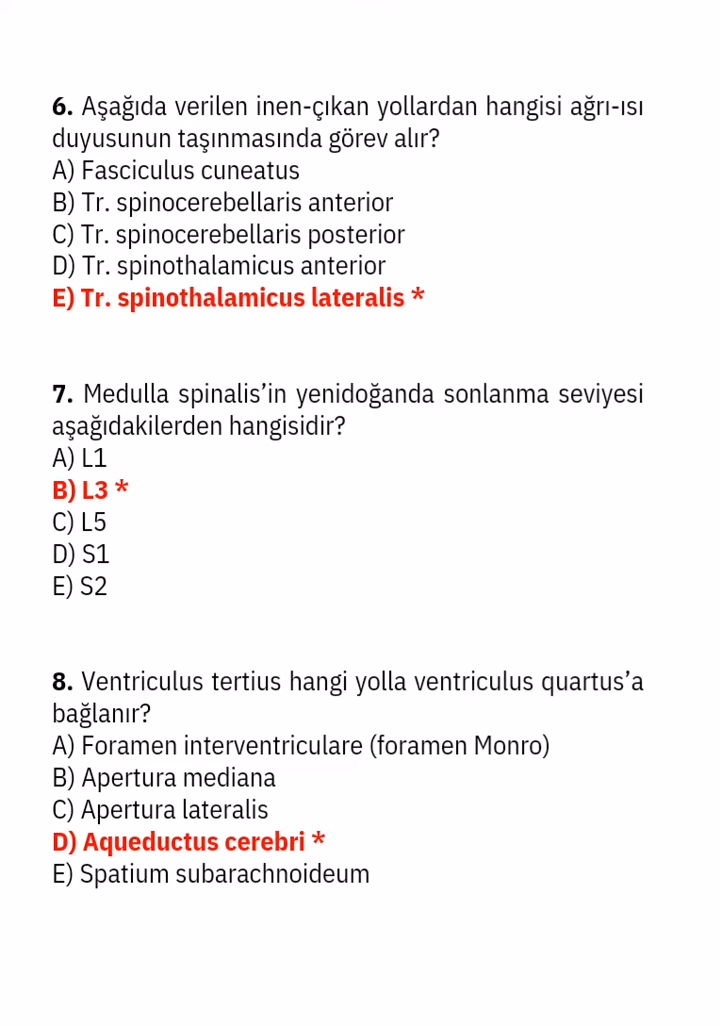 6. Aşağıda verilen inen-çıkan yollardan hangisi ağrı-ısı
duyusunun taşınmasında görev alır?
A) Fasciculus cuneatus
B) Tr. spinocerebellaris anterior
C) Tr. spinocerebellaris posterior
D) Tr. spinothalamicus anterior
E) Tr. spinothalamicus lateralis *
7. Medulla spinalis’in yenidoğanda sonlanma seviyesi
aşağıdakilerden hangisidir?
A) L1
B) L3 *
C) L5
D) S1
E) S2
8. Ventriculus tertius hangi yolla ventriculus quartus’a
bağlanır?
A) Foramen interventriculare (foramen Monro)
B) Apertura mediana
C) Apertura lateralis
D) Aqueductus cerebri *
E) Spatium subarachnoideum